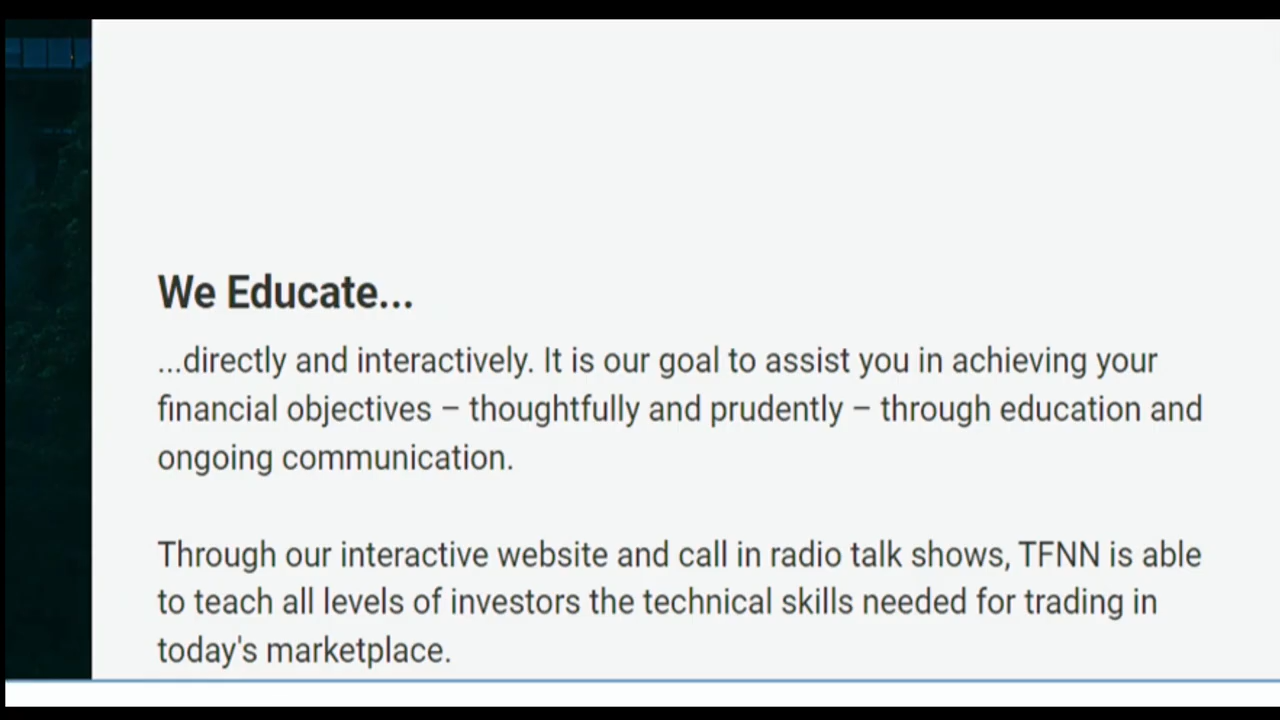 We Educate...
...directly and interactively. It is our goal to assist you in achieving your
financial objectives – thoughtfully and prudently – through education and
ongoing communication.
Through our interactive website and call in radio talk shows, TFNN is able
to teach all levels of investors the technical skills needed for trading in
today's marketplace.